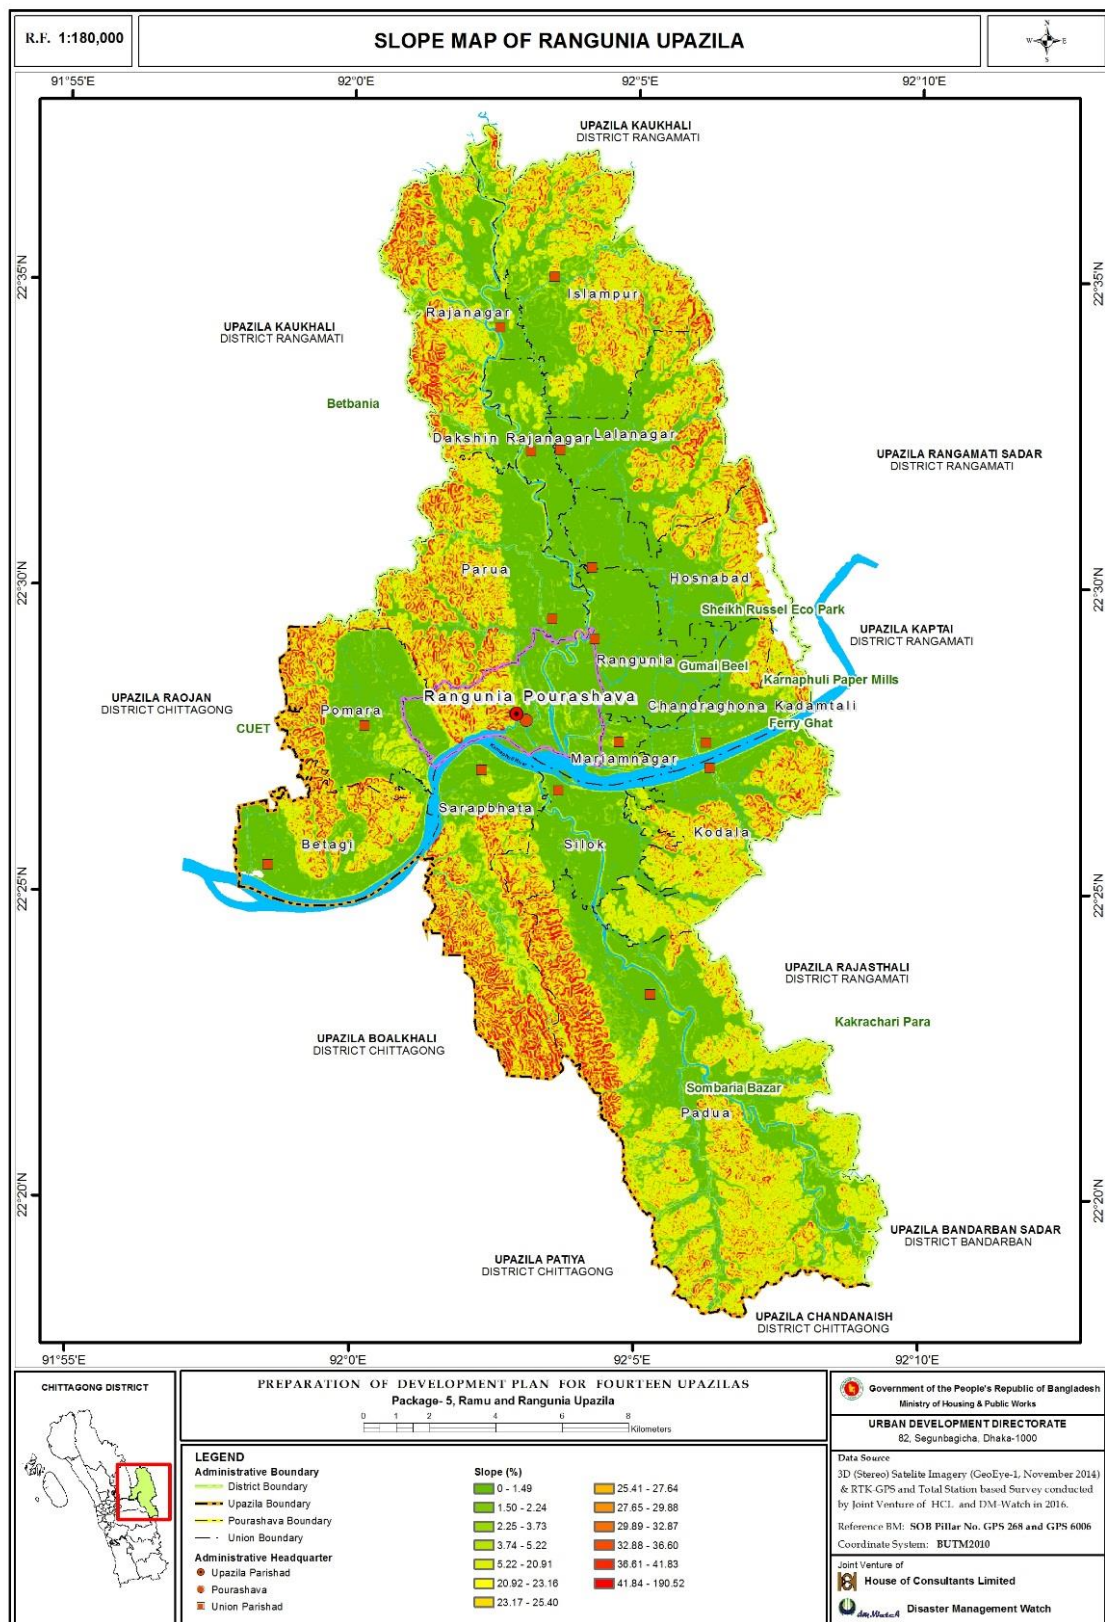 R.F. 1:180,000
SLOPE MAP OF RANGUNIA UPAZILA
N
W E
S
91°55'E 92°0'E 92°5'E 92°10'E
UPAZILA KAUKHALI
DISTRICT RANGAMATI
22°35'N 22°35'N
Islampur
Rajanagar
UPAZILA KAUKHALI
DISTRICT RANGAMATI
Betbania
Dakshin Rajanagar
Lalanagar
UPAZILA RANGAMATI SADAR
DISTRICT RANGAMATI
Parua
Hosnabad
22°30'N 22°30'N
Sheikh Russel Eco Park
UPAZILA KAPTAI
DISTRICT RANGAMATI
Rangunia
Gumai Beel
Karnaphuli Paper Mills
UPAZILA RAOJAN
DISTRICT CHITTAGONG
Rangunia Pourashava
Pomara
Chandraghona Kadamtali
CUET
Ferry Ghat
Mariamnagar
Sarapbhata
Kodala
Betagi
Silok
22°25'N 22°25'N
UPAZILA RAJASTHALI
DISTRICT RANGAMATI
Kakrachari Para
UPAZILA BOALKHALI
DISTRICT CHITTAGONG
Sombaria Bazar
Padua
22°20'N 22°20'N
UPAZILA BANDARBAN SADAR
DISTRICT BANDARBAN
UPAZILA PATIYA
DISTRICT CHITTAGONG
UPAZILA CHANDANAISH
DISTRICT CHITTAGONG
91°55'E 92°0'E 92°5'E 92°10'E
CHITTAGONG DISTRICT
PREPARATION OF DEVELOPMENT PLAN FOR FOURTEEN UPAZILAS
Package- 5, Ramu and Rangunia Upazila
0 1 2 4 6 8
Kilometers
LEGEND
Administrative Boundary
District Boundary
Upazila Boundary
Pourashava Boundary
Union Boundary
Administrative Headquarter
Upazila Parishad
Pourashava
Union Parishad
Slope (%)
0 - 1.49
1.50 - 2.24
2.25 - 3.73
3.74 - 5.22
5.22 - 20.91
20.92 - 23.16
23.17 - 25.40
25.41 - 27.64
27.65 - 29.88
29.89 - 32.87
32.88 - 36.60
36.61 - 41.83
41.84 - 190.52
Government of the People's Republic of Bangladesh
Ministry of Housing & Public Works
URBAN DEVELOPMENT DIRECTORATE
82, Segunbagicha, Dhaka-1000
Data Source
3D (Stereo) Satelite Imagery (GeoEye-1, November 2014)
& RTK-GPS and Total Station based Survey conducted
by Joint Venture of HCL and DM-Watch in 2016.
Reference BM: SOB Pillar No. GPS 268 and GPS 6006
Coordinate System: BUTM2010
Joint Venture of
House of Consultants Limited
Disaster Management Watch